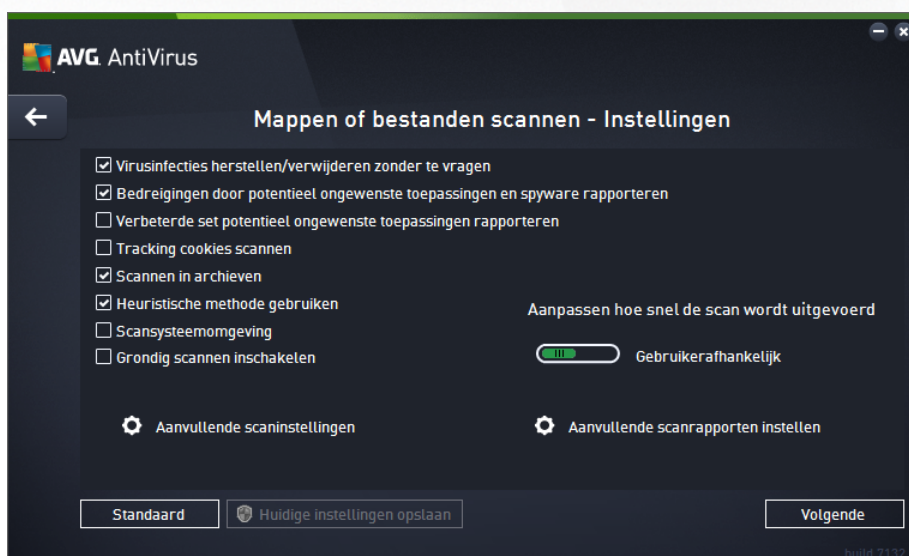 AVG. AntiVirus
Mappen of bestanden scannen - Instellingen
Virusinfecties herstellen/verwijderen zonder te vragen
Bedreigingen door potentieel ongewenste toepassingen en spyware rapporteren
Verbeterde set potentieel ongewenste toepassingen rapporteren
Tracking cookies scannen
Scannen in archieven
Heuristische methode gebruiken
Scansysteemomgeving
Grondig scannen inschakelen
Aanpassen hoe snel de scan wordt uitgevoerd
Gebruikerafhankelijk
Aanvullende scaninstellingen
Aanvullende scanrapporten instellen
Standaard
Huidige instellingen opslaan
Volgende
build 7132